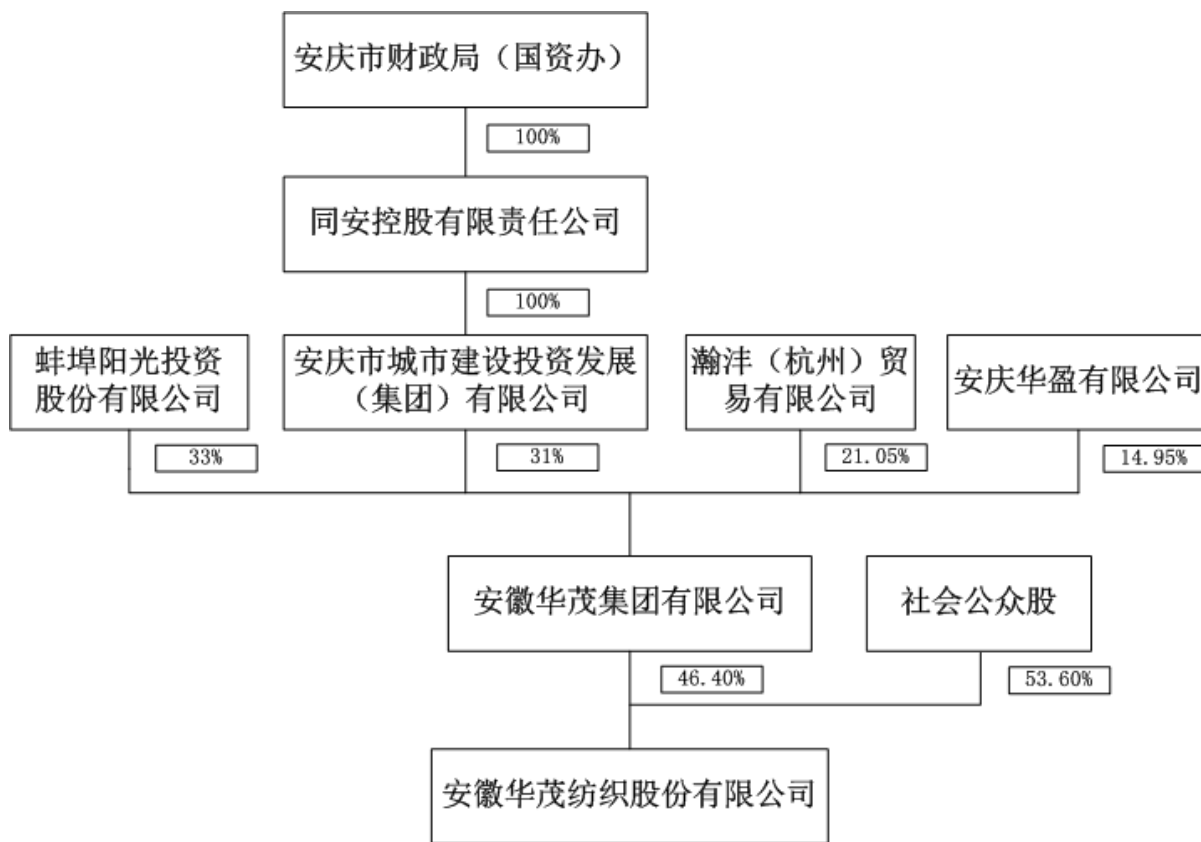 安庆市财政局（国资办）
100%
同安控股有限责任公司
100%
蚌埠阳光投资
股份有限公司
安庆市城市建设投资发展
（集团）有限公司
瀚沣（杭州）贸
易有限公司
安庆华盈有限公司
33%
31%
21.05%
14.95%
安徽华茂集团有限公司
社会公众股
46.40%
53.60%
安徽华茂纺织股份有限公司